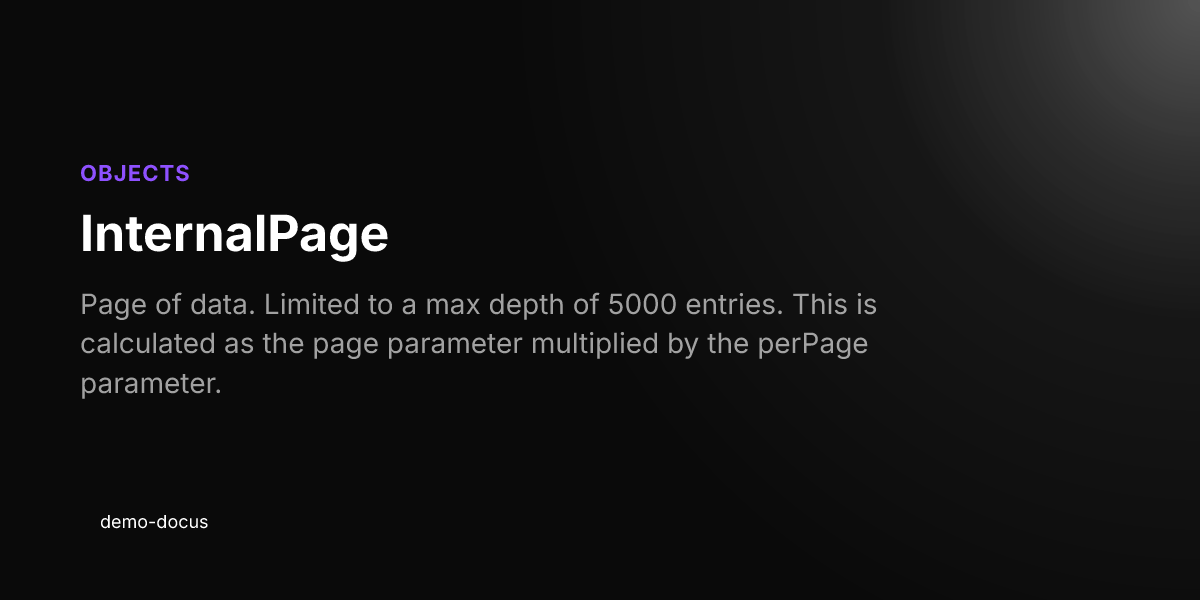 OBJECTS
InternalPage
Page of data. Limited to a max depth of 5000 entries. This is
calculated as the page parameter multiplied by the perPage
parameter.
demo-docus